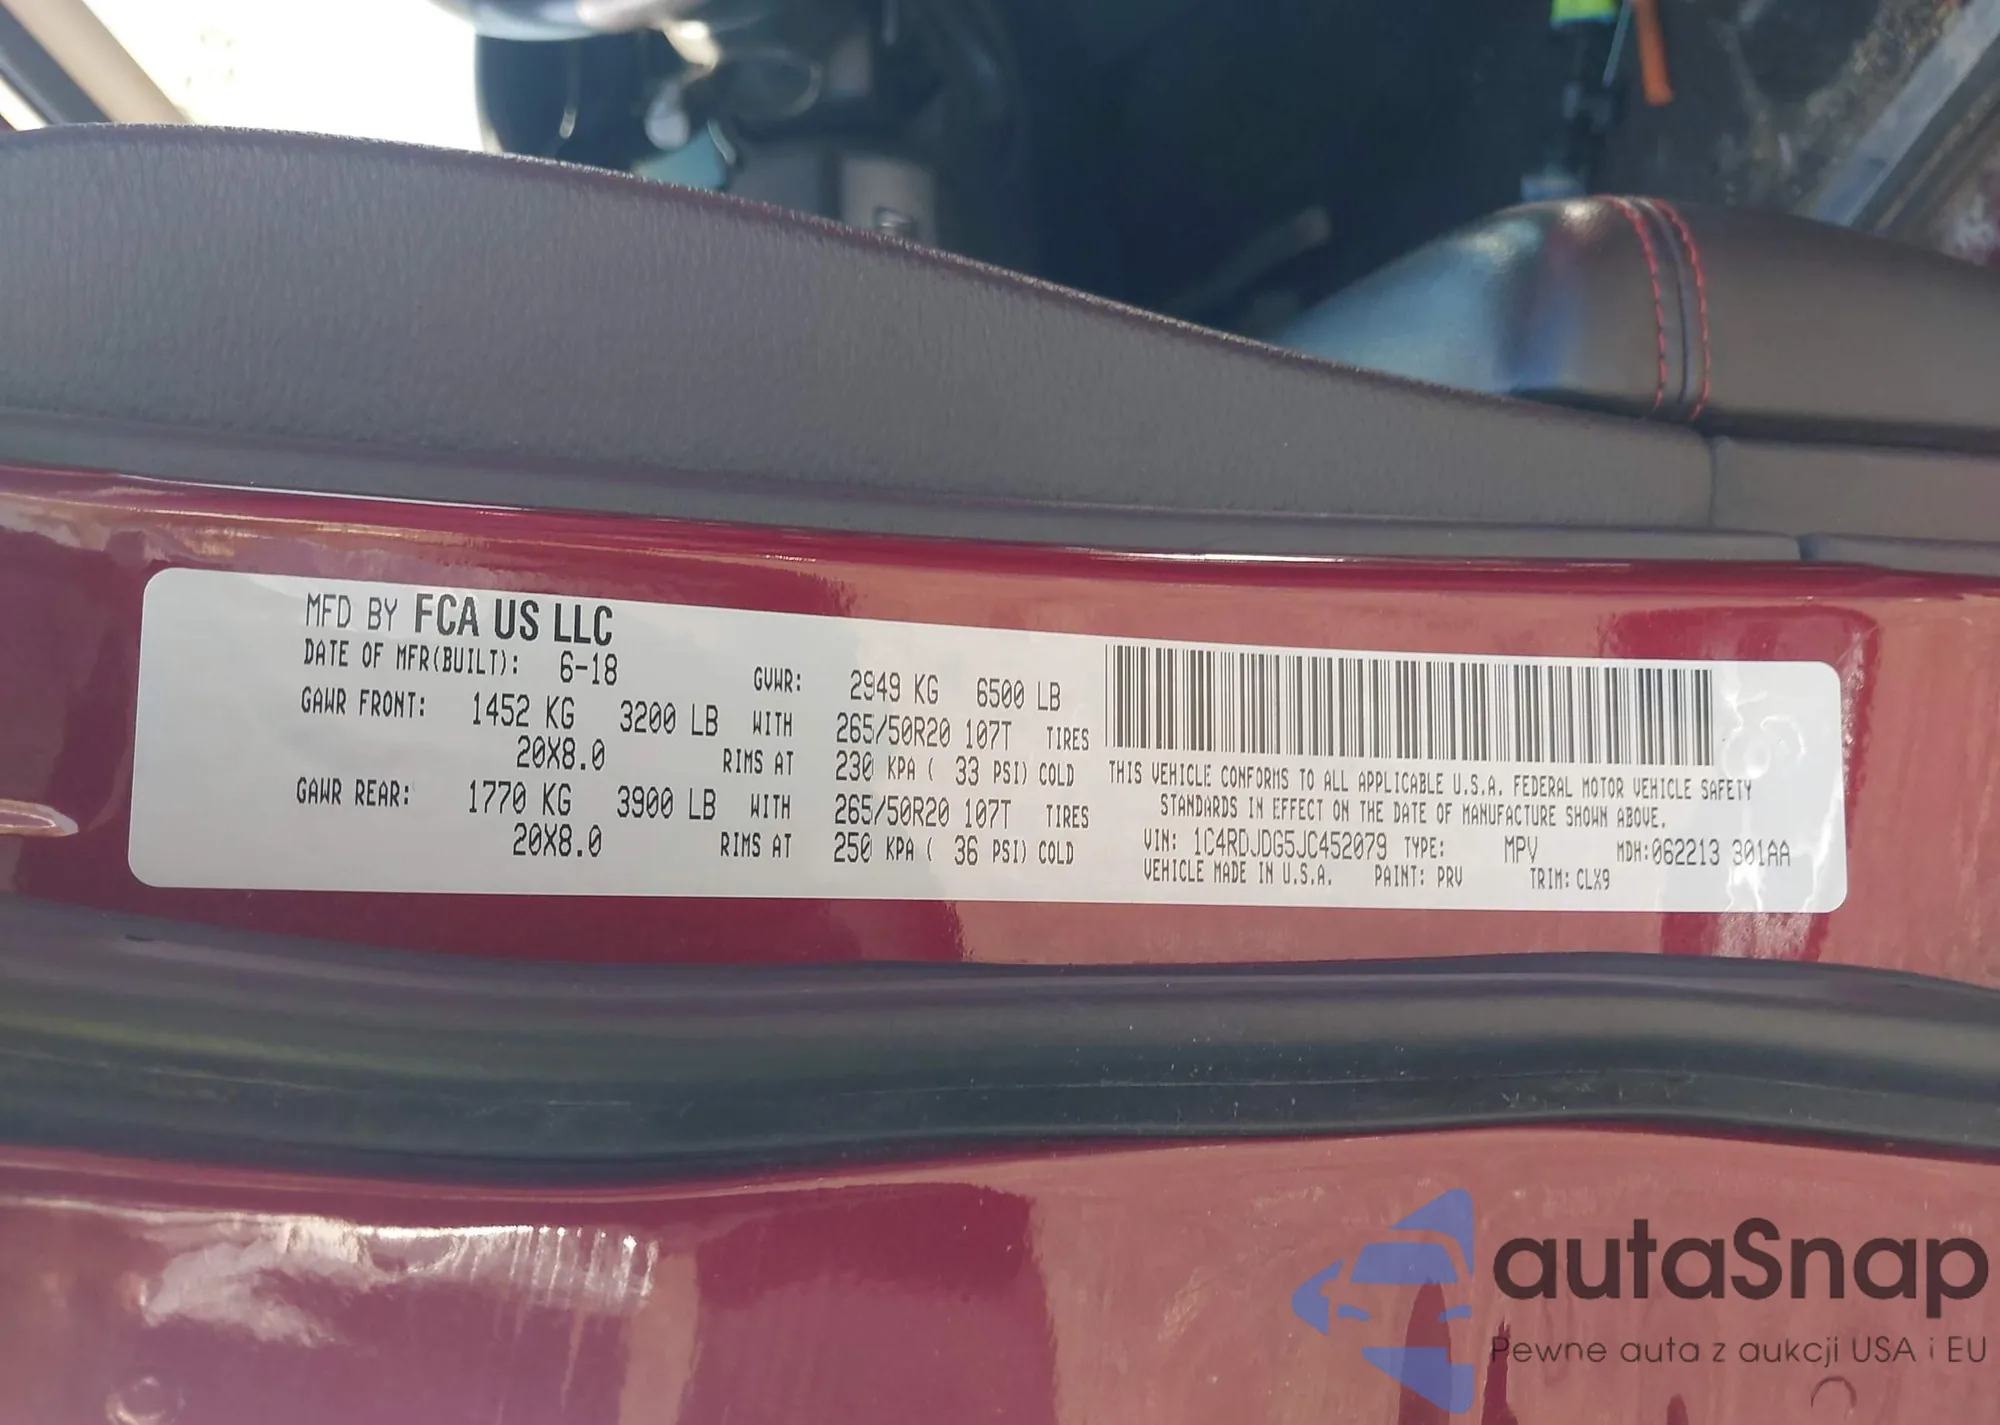 MFD BY FCA US LLC
DATE OF MFR(BUILT): 6-18 GVWR: 2949 KG 6500 LB
GAWR FRONT: 1452 KG 3200 LB WITH 265/50R20 107T TIRES
20X8.0 RIMS AT 230 KPA ( 33 PSI) COLD
GAWR REAR: 1770 KG 3900 LB WITH 265/50R20 107T TIRES
20X8.0 RIMS AT 250 KPA ( 36 PSI) COLD
THIS VEHICLE CONFORMS TO ALL APPLICABLE U.S.A. FEDERAL MOTOR VEHICLE SAFETY
STANDARDS IN EFFECT ON THE DATE OF MANUFACTURE SHOWN ABOVE.
VIN: 1C4RDJDG5JC452079 TYPE: MPV MDH:062213 301AA
VEHICLE MADE IN U.S.A. PAINT: PRV TRIM: CLX9
autaSnap
Pewne auta z aukcji USA i EU